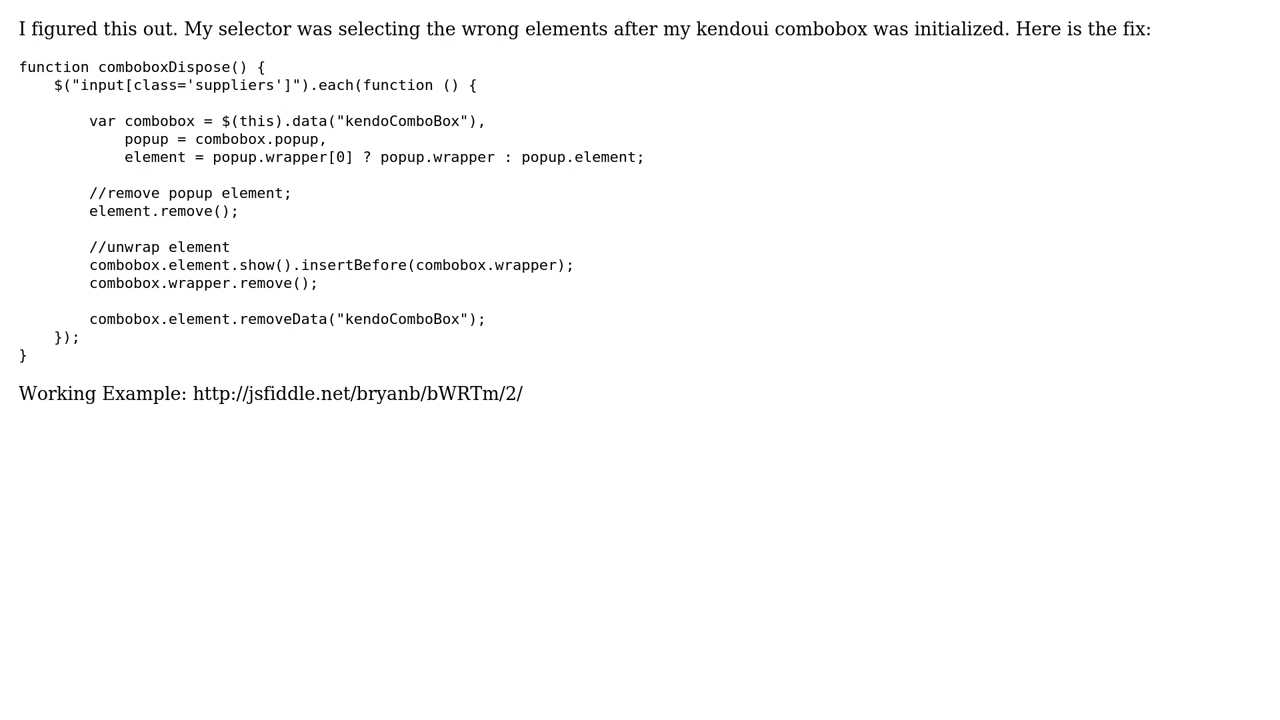 I figured this out. My selector was selecting the wrong elements after my kendoui combobox was initialized. Here is the fix:
function comboboxDispose() {
    $("input[class='suppliers']").each(function () {

        var combobox = $(this).data("kendoComboBox"),
            popup = combobox.popup,
            element = popup.wrapper[0] ? popup.wrapper : popup.element;

        //remove popup element;
        element.remove();

        //unwrap element
        combobox.element.show().insertBefore(combobox.wrapper);
        combobox.wrapper.remove();

        combobox.element.removeData("kendoComboBox");
    });
}
Working Example: http://jsfiddle.net/bryanb/bWRTm/2/